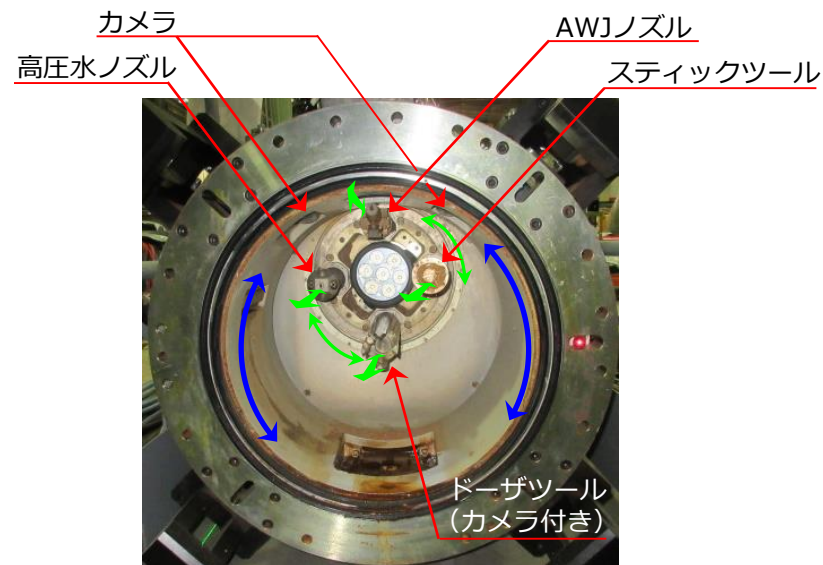 カメラ
AWJノズル
高圧水ノズル
スティックツール
ドーザツール
（カメラ付き）